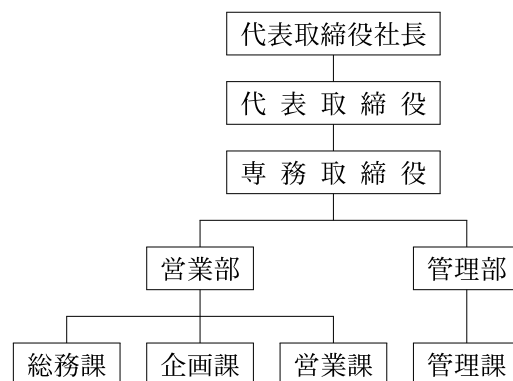 代表取締役社長
代表取締役
専務取締役
営業部 管理部
総務課 企画課 営業課 管理課